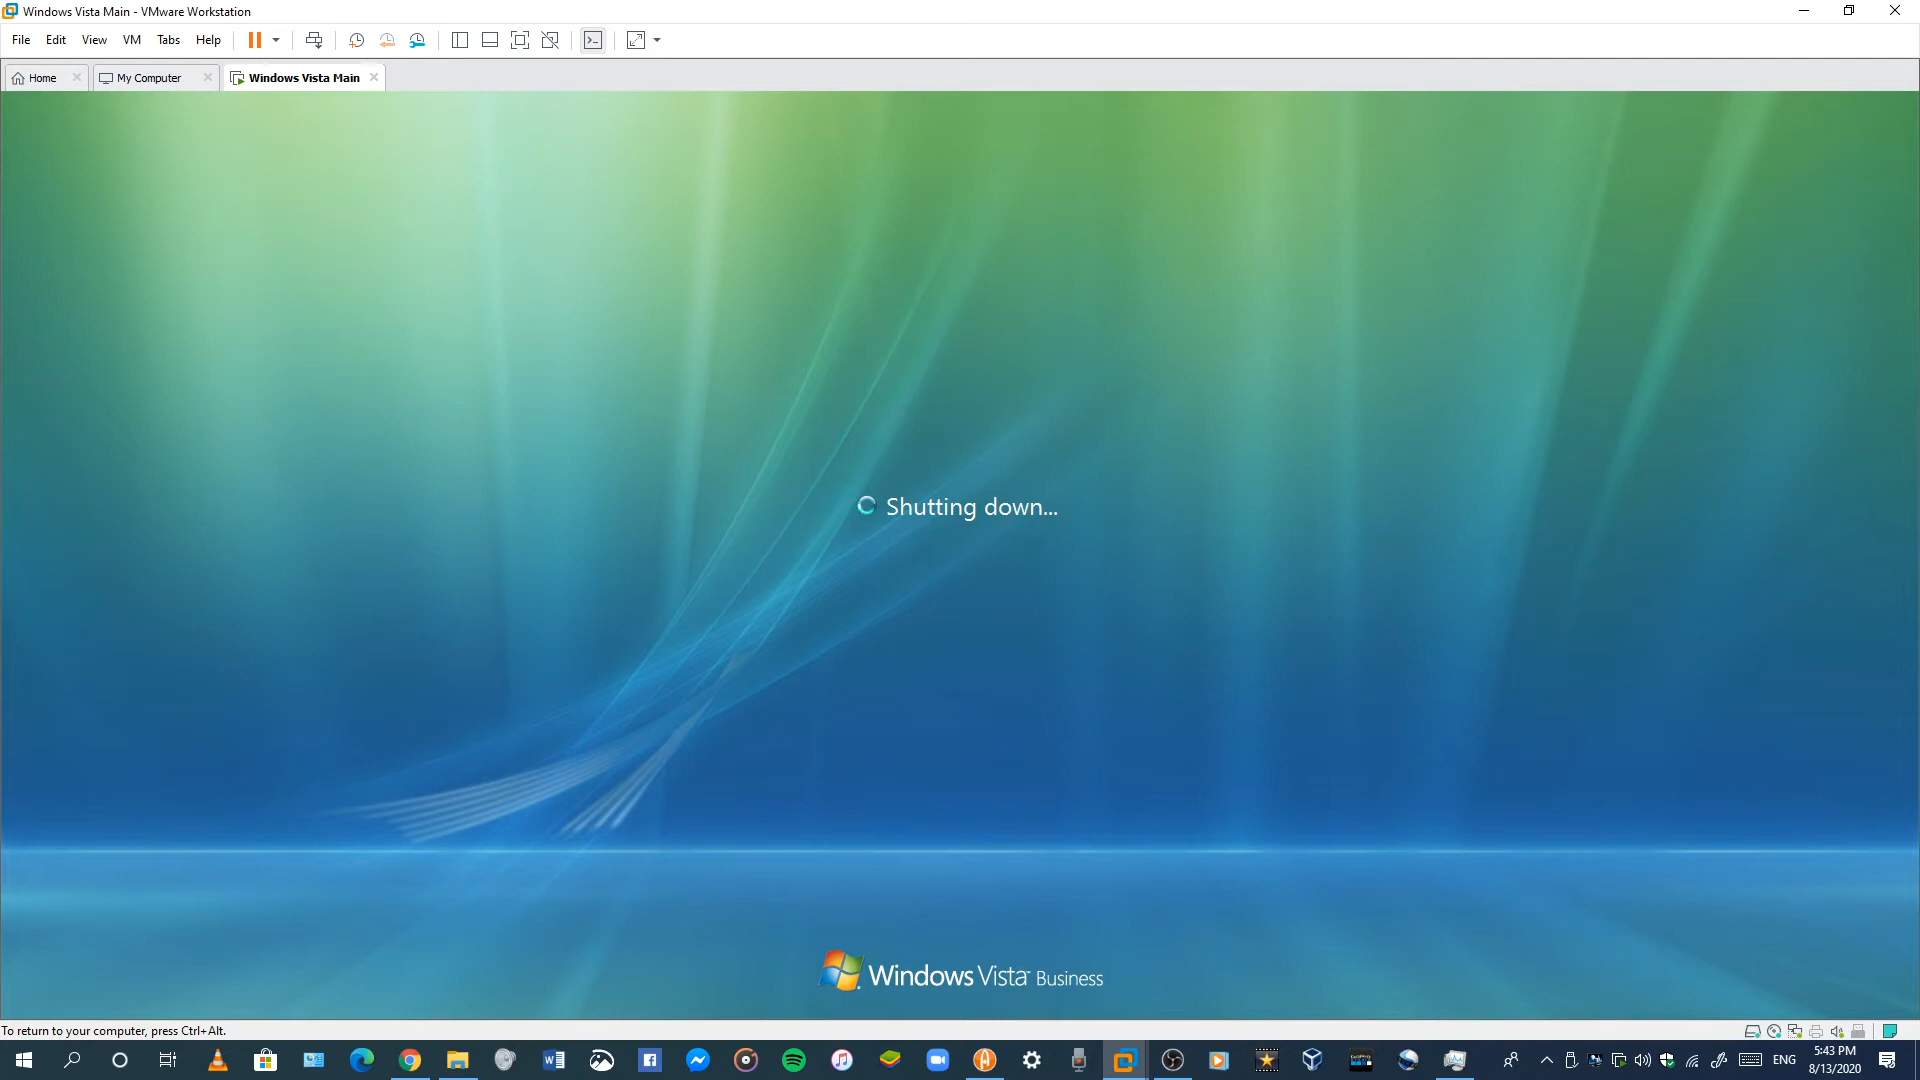 Windows Vista Main - VMware Workstation
File Edit View VM Tabs Help
Home My Computer Windows Vista Main
Shutting down...
Windows Vista™ Business
To return to your computer, press Ctrl+Alt.
ENG
5:43 PM
8/13/2020